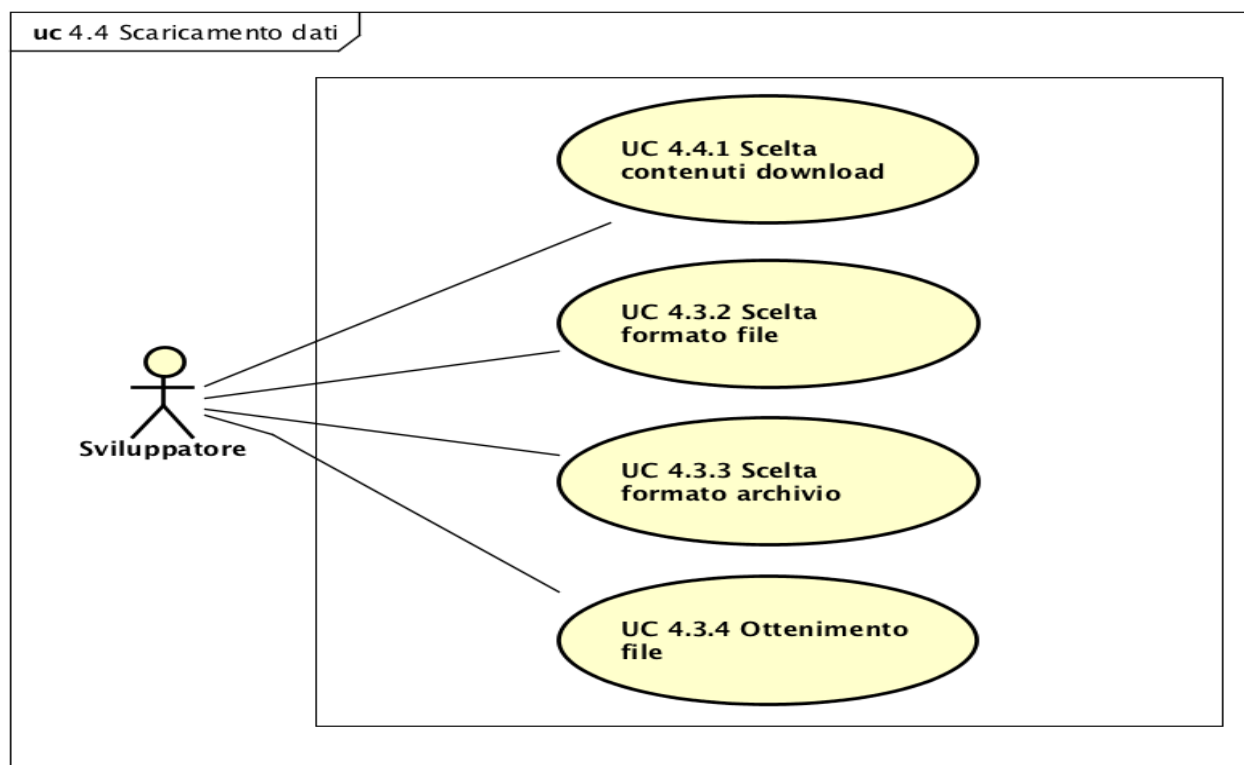 uc 4.4 Scaricamento dati
UC 4.4.1 Scelta
contenuti download
UC 4.3.2 Scelta
formato file
Sviluppatore
UC 4.3.3 Scelta
formato archivio
UC 4.3.4 Ottenimento
file